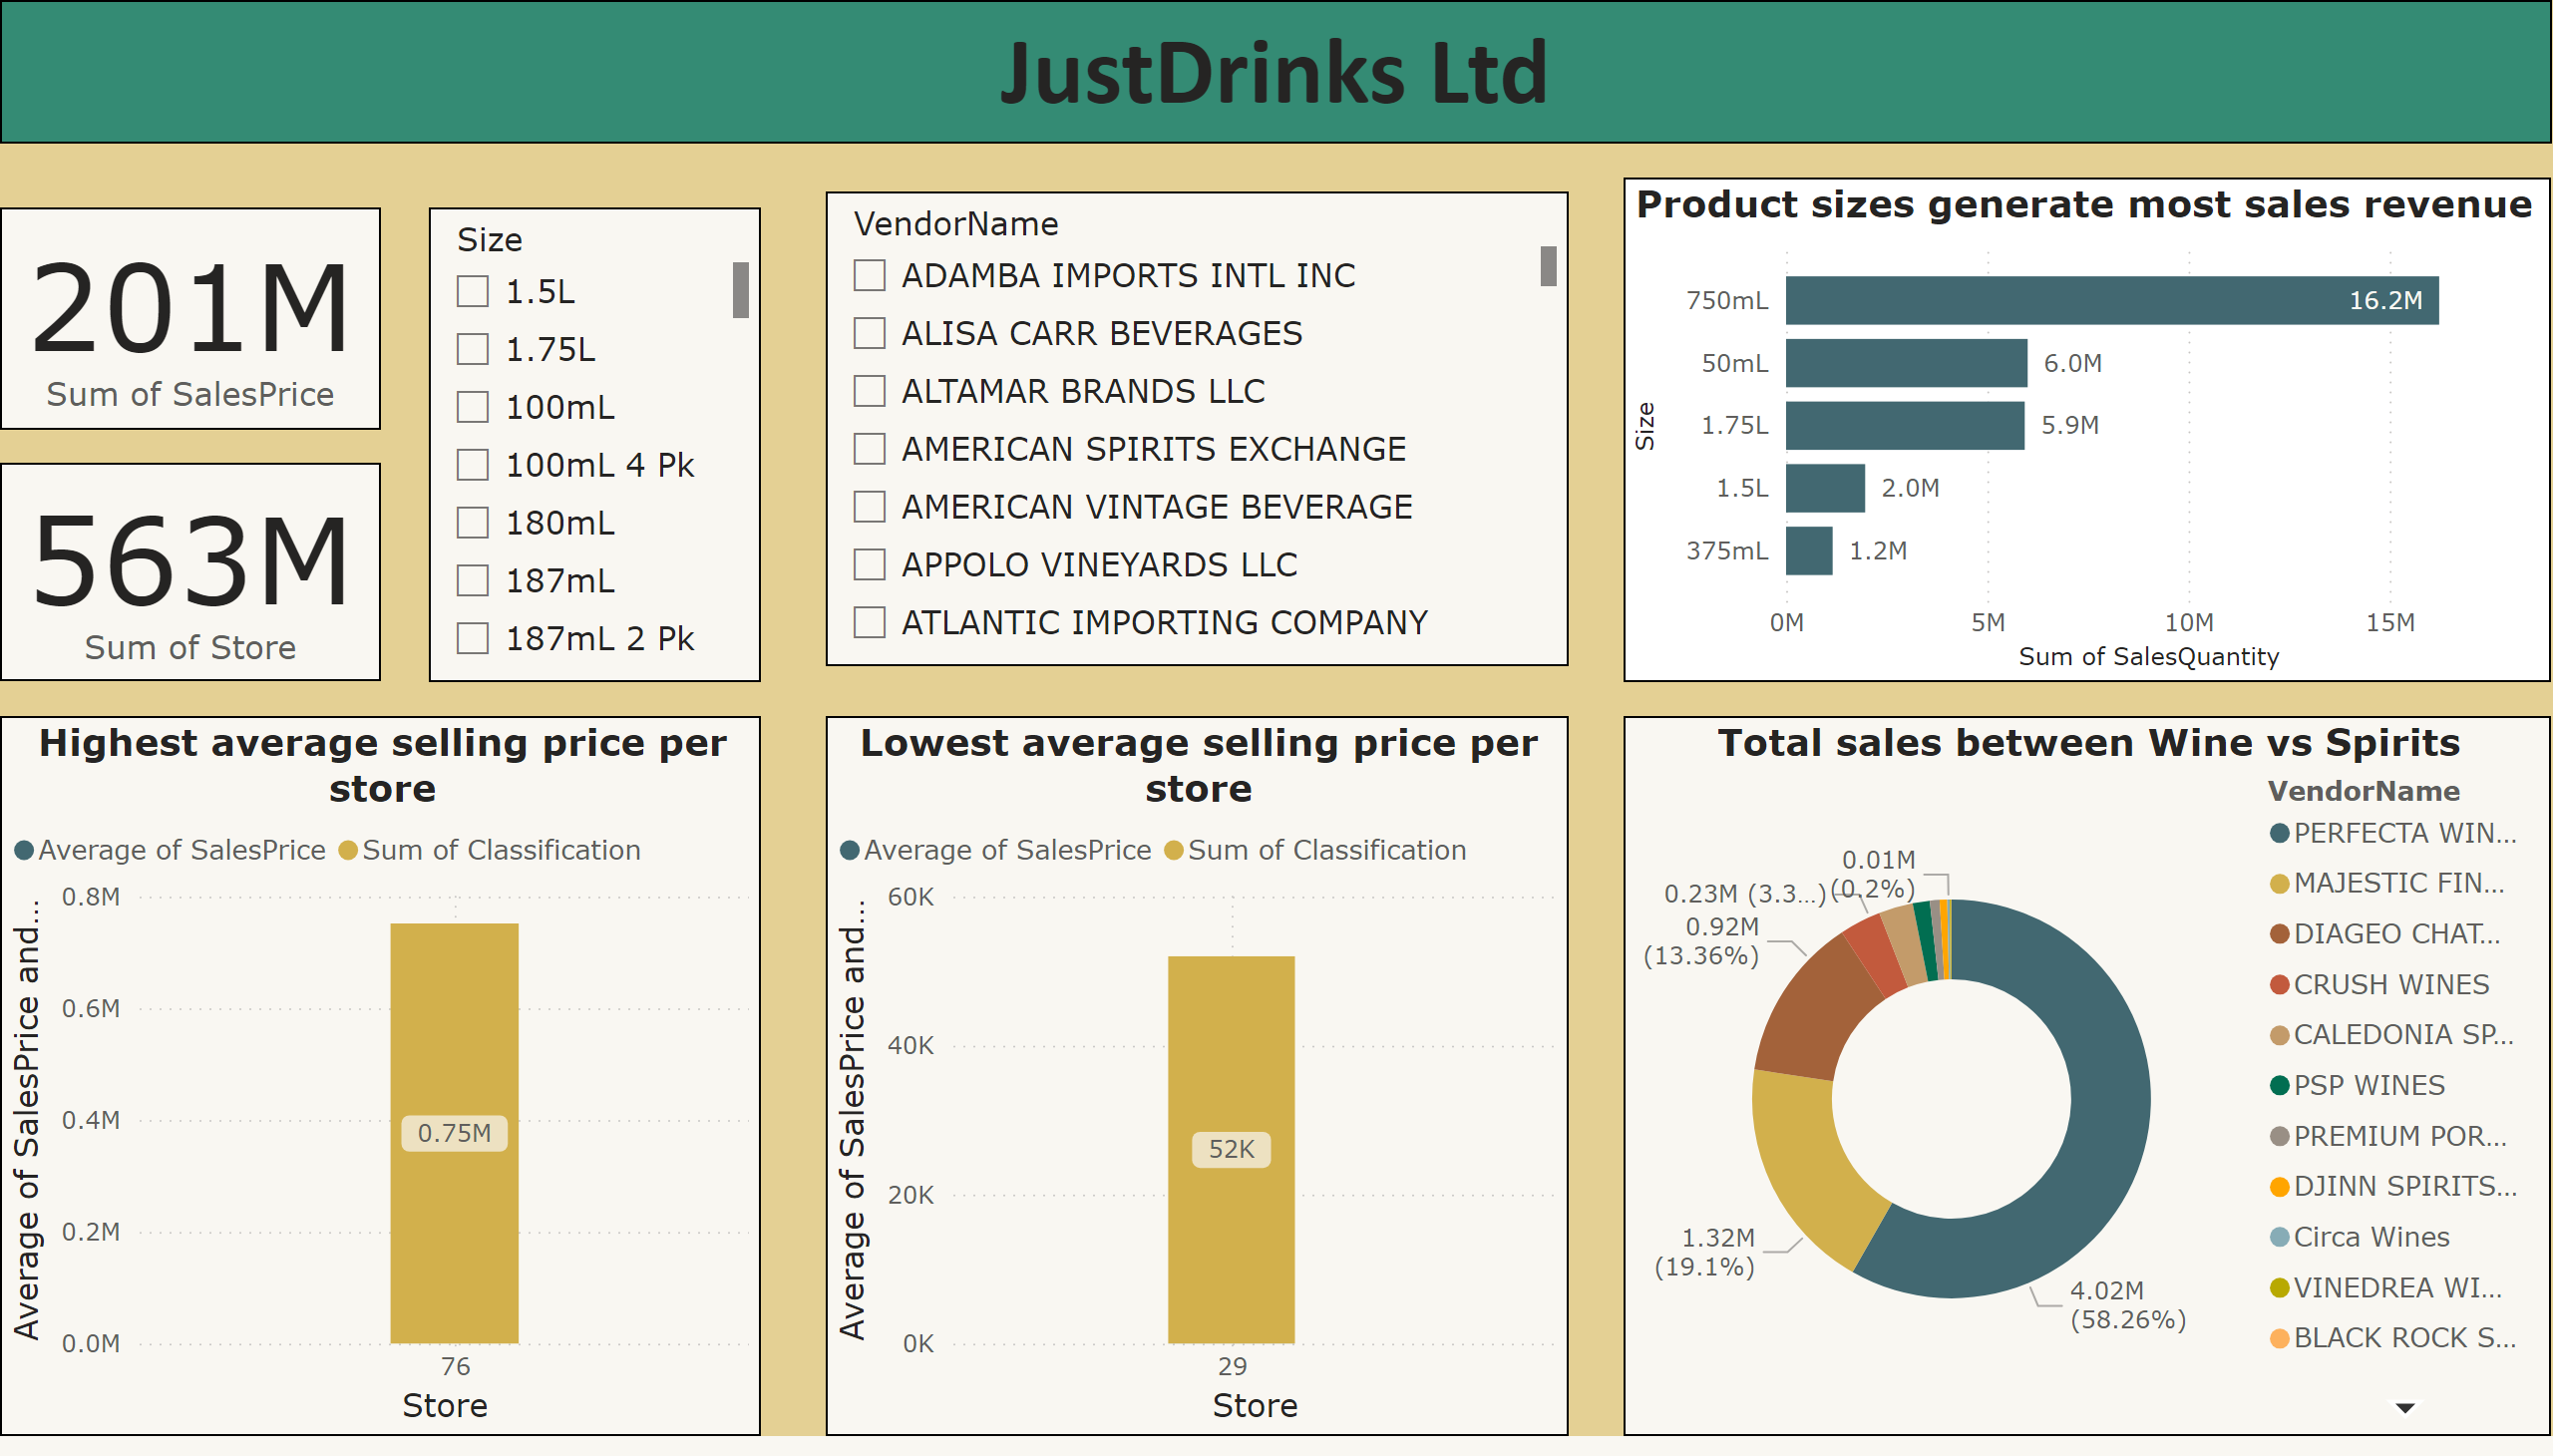 JustDrinks Ltd
201M
Sum of SalesPrice
563M
Sum of Store
Size
1.5L
1.75L
100mL
100mL 4 Pk
180mL
187mL
187mL 2 Pk
VendorName
ADAMBA IMPORTS INTL INC
ALISA CARR BEVERAGES
ALTAMAR BRANDS LLC
AMERICAN SPIRITS EXCHANGE
AMERICAN VINTAGE BEVERAGE
APPOLO VINEYARDS LLC
ATLANTIC IMPORTING COMPANY
Product sizes generate most sales revenue
Size
750mL 16.2M
50mL 6.0M
1.75L 5.9M
1.5L 2.0M
375mL 1.2M
0M 5M 10M 15M
Sum of SalesQuantity
Highest average selling price per
store
Average of SalesPrice Sum of Classification
Average of SalesPrice and...
0.8M
0.6M
0.4M
0.2M
0.0M
0.75M
76
Store
Lowest average selling price per
store
Average of SalesPrice Sum of Classification
Average of SalesPrice and...
60K
40K
20K
0K
52K
29
Store
Total sales between Wine vs Spirits
0.01M
(0.2%)
0.23M (3.3...)
0.92M
(13.36%)
1.32M
(19.1%)
4.02M
(58.26%)
VendorName
PERFECTA WIN...
MAJESTIC FIN...
DIAGEO CHAT...
CRUSH WINES
CALEDONIA SP...
PSP WINES
PREMIUM POR...
DJINN SPIRITS...
Circa Wines
VINEDREA WI...
BLACK ROCK S...